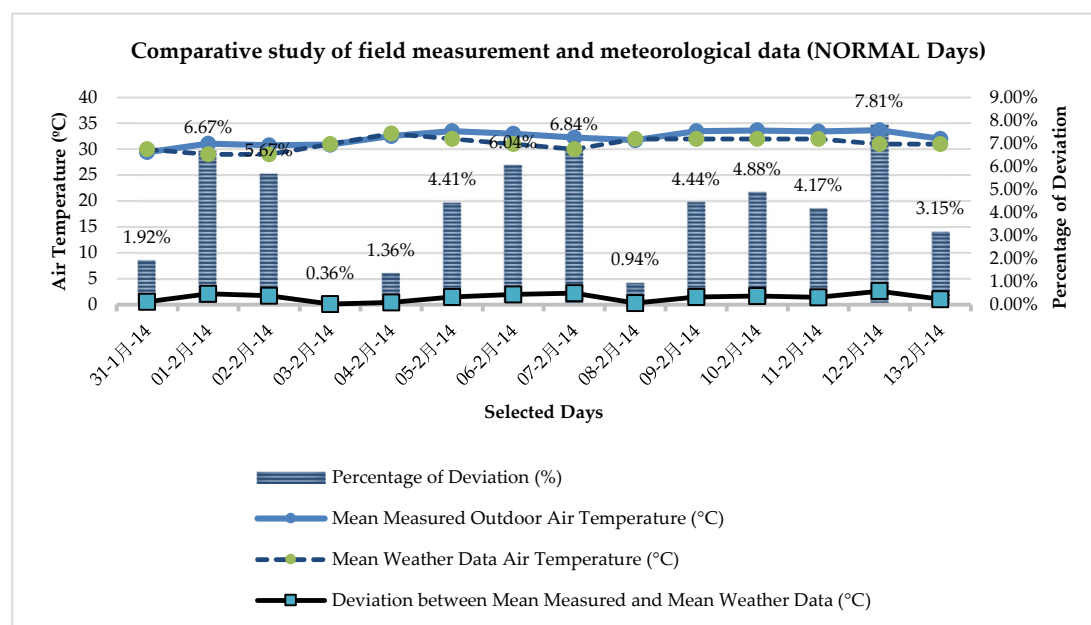 Comparative study of field measurement and meteorological data (NORMAL Days)
Air Temperature (ºC)
40
35
30
25
20
15
10
5
0
1.92%
6.67%
5.67%
0.36%
1.36%
4.41%
6.04%
6.84%
0.94%
4.44%
4.88%
4.17%
7.81%
3.15%
9.00%
8.00%
7.00%
6.00%
5.00%
4.00%
3.00%
2.00%
1.00%
0.00%
Percentage of Deviation
31-1月-14
01-2月-14
02-2月-14
03-2月-14
04-2月-14
05-2月-14
06-2月-14
07-2月-14
08-2月-14
09-2月-14
10-2月-14
11-2月-14
12-2月-14
13-2月-14
Selected Days
Percentage of Deviation (%)
Mean Measured Outdoor Air Temperature (°C)
Mean Weather Data Air Temperature (°C)
Deviation between Mean Measured and Mean Weather Data (°C)